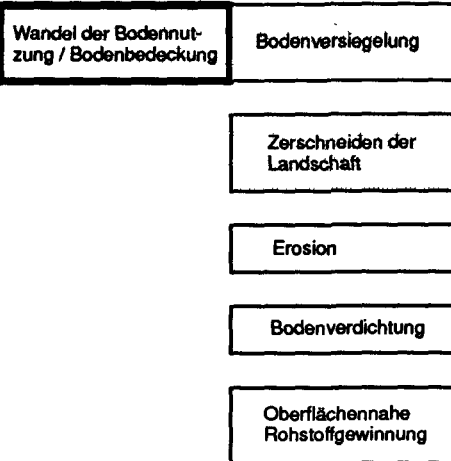 Wandel der Bodennut-
zung / Bodenbedeckung
Bodenversiegelung
Zerschneiden der
Landschaft
Erosion
Bodenverdichtung
Oberflächennahe
Rohstoffgewinnung